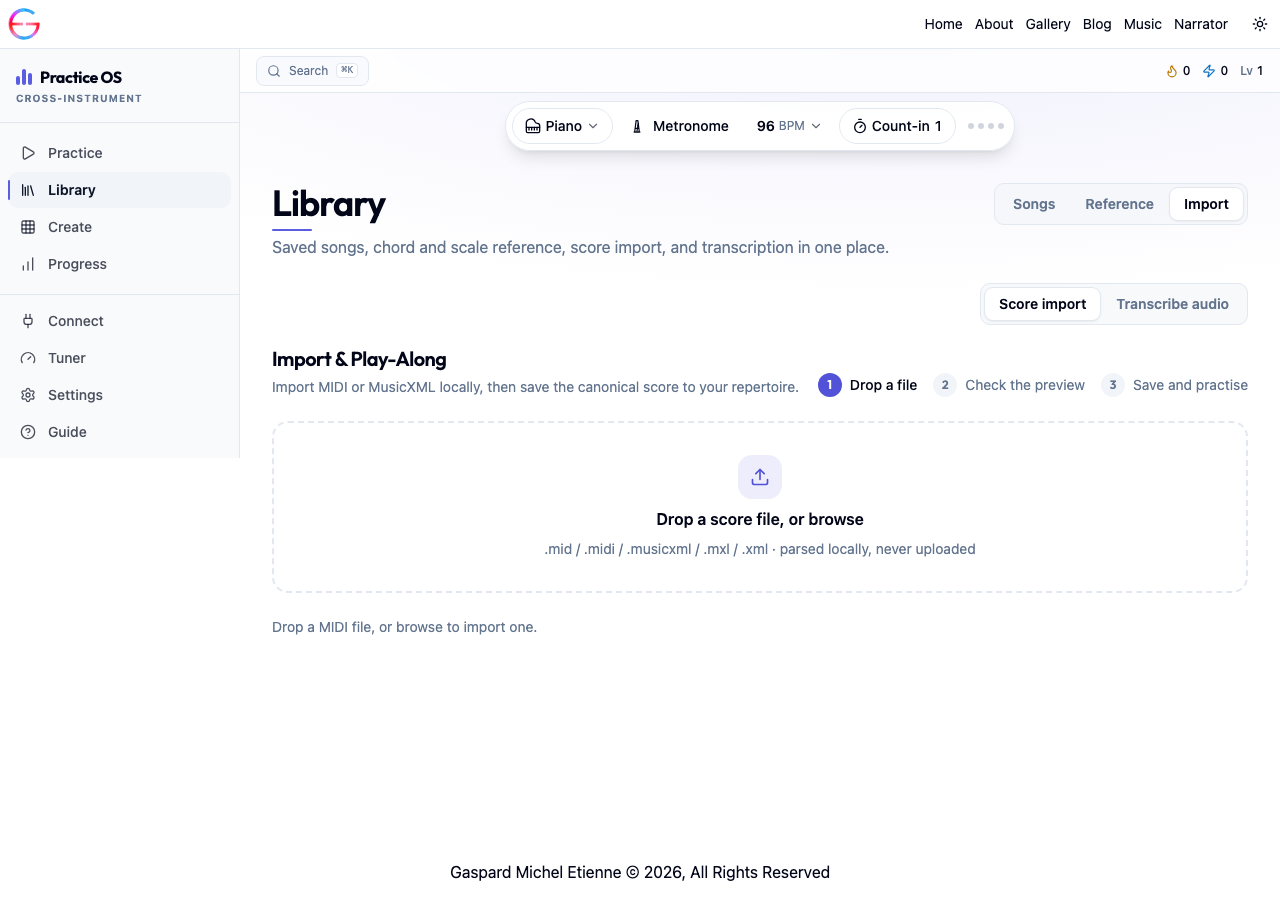 Home About Gallery Blog Music Narrator
Practice OS
CROSS-INSTRUMENT
Practice
Library
Create
Progress
Connect
Tuner
Settings
Guide
Search ⌘K
0 0 Lv 1
Piano Metronome 96 BPM Count-in 1
Library
Songs Reference Import
Saved songs, chord and scale reference, score import, and transcription in one place.
Score import Transcribe audio
Import & Play-Along
Import MIDI or MusicXML locally, then save the canonical score to your repertoire.
1 Drop a file 2 Check the preview 3 Save and practise
Drop a score file, or browse
.mid / .midi / .musicxml / .mxl / .xml · parsed locally, never uploaded
Drop a MIDI file, or browse to import one.
Gaspard Michel Etienne © 2026, All Rights Reserved